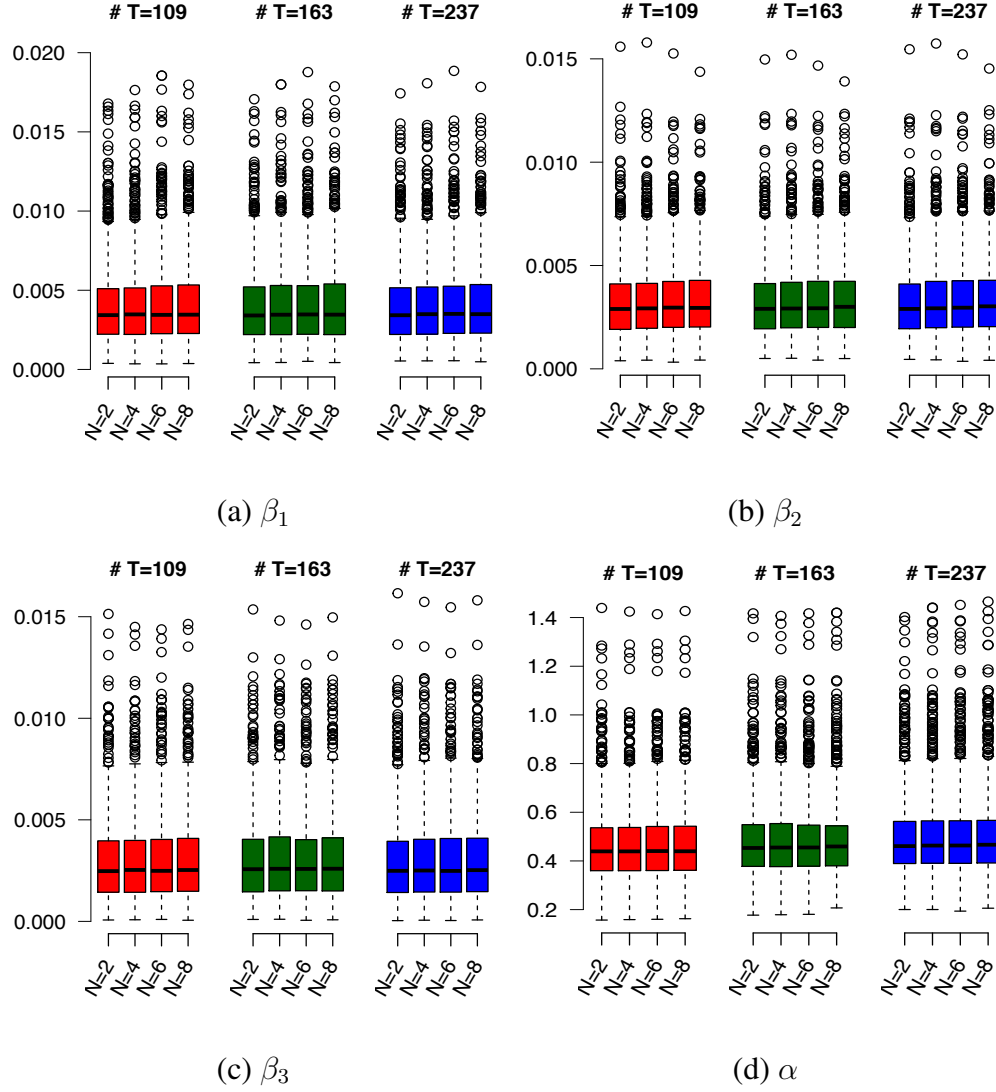 # T=109 # T=163 # T=237
0.020
0.015
0.010
0.005
0.000
N=2 N=4 N=6 N=8 N=2 N=4 N=6 N=8 N=2 N=4 N=6 N=8
(a) β₁
# T=109 # T=163 # T=237
0.015
0.010
0.005
0.000
N=2 N=4 N=6 N=8 N=2 N=4 N=6 N=8 N=2 N=4 N=6 N=8
(b) β₂
# T=109 # T=163 # T=237
0.015
0.010
0.005
0.000
N=2 N=4 N=6 N=8 N=2 N=4 N=6 N=8 N=2 N=4 N=6 N=8
(c) β₃
# T=109 # T=163 # T=237
1.4
1.2
1.0
0.8
0.6
0.4
0.2
N=2 N=4 N=6 N=8 N=2 N=4 N=6 N=8 N=2 N=4 N=6 N=8
(d) α